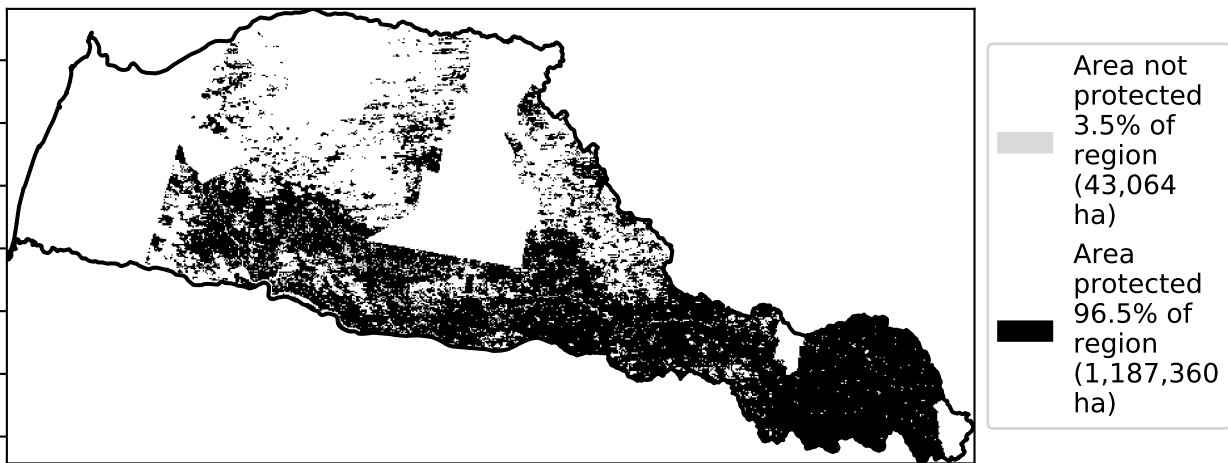 Area not
protected
3.5% of
region
(43,064
ha)
Area
protected
96.5% of
region
(1,187,360
ha)